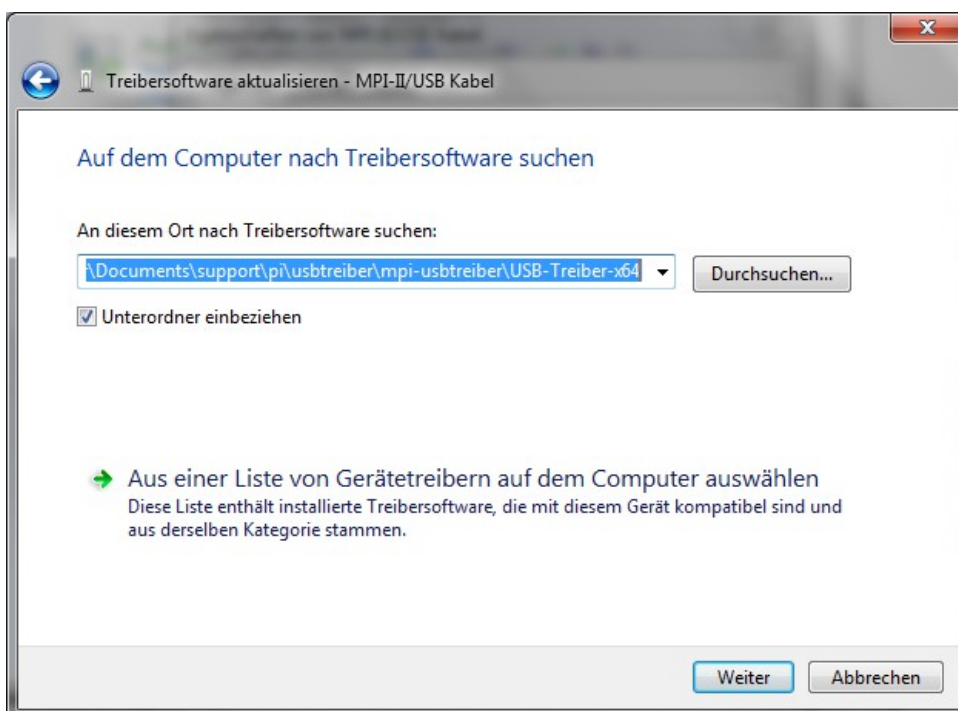 Treibersoftware aktualisieren - MPI-II/USB Kabel
Auf dem Computer nach Treibersoftware suchen
An diesem Ort nach Treibersoftware suchen:
\Documents\support\pi\usbtreiber\mpi-usbtreiber\USB-Treiber-x64
Durchsuchen...
Unterordner einbeziehen
Aus einer Liste von Gerätetreibern auf dem Computer auswählen
Diese Liste enthält installierte Treibersoftware, die mit diesem Gerät kompatibel sind und
aus derselben Kategorie stammen.
Weiter
Abbrechen